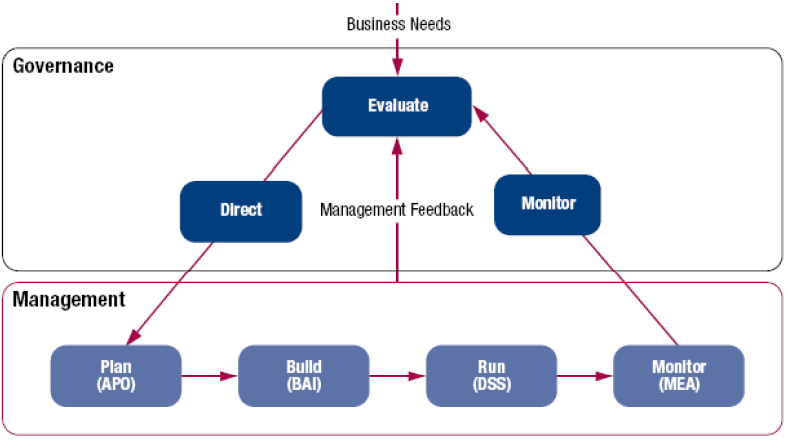 Business Needs
Governance
Evaluate
Direct
Management Feedback
Monitor
Management
Plan
(APO)
Build
(BAI)
Run
(DSS)
Monitor
(MEA)